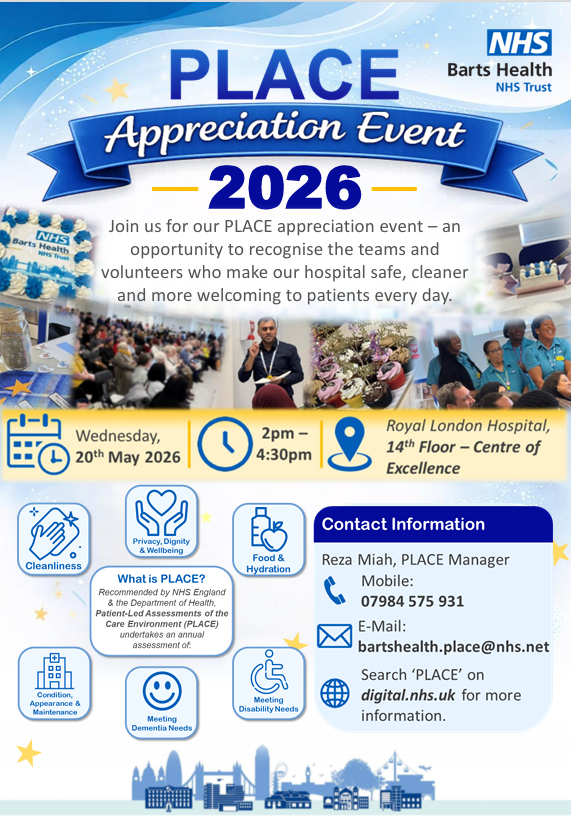 NHS
Barts Health
NHS Trust
PLACE
Appreciation Event
2026
Join us for our PLACE appreciation event – an
opportunity to recognise the teams and
volunteers who make our hospital safe, cleaner
and more welcoming to patients every day.
NHS
Barts Health
NHS Trust
Wednesday,
20th May 2026
2pm –
4:30pm
Royal London Hospital,
14th Floor – Centre of
Excellence
Cleanliness
Privacy, Dignity
& Wellbeing
Food &
Hydration
What is PLACE?
Recommended by NHS England
& the Department of Health,
Patient-Led Assessments of the
Care Environment (PLACE)
undertakes an annual
assessment of:
Condition,
Appearance &
Maintenance
Meeting
Dementia Needs
Meeting
Disability Needs
Contact Information
Reza Miah, PLACE Manager
Mobile:
07984 575 931
E-Mail:
bartshealth.place@nhs.net
Search ‘PLACE’ on
digital.nhs.uk for more
information.